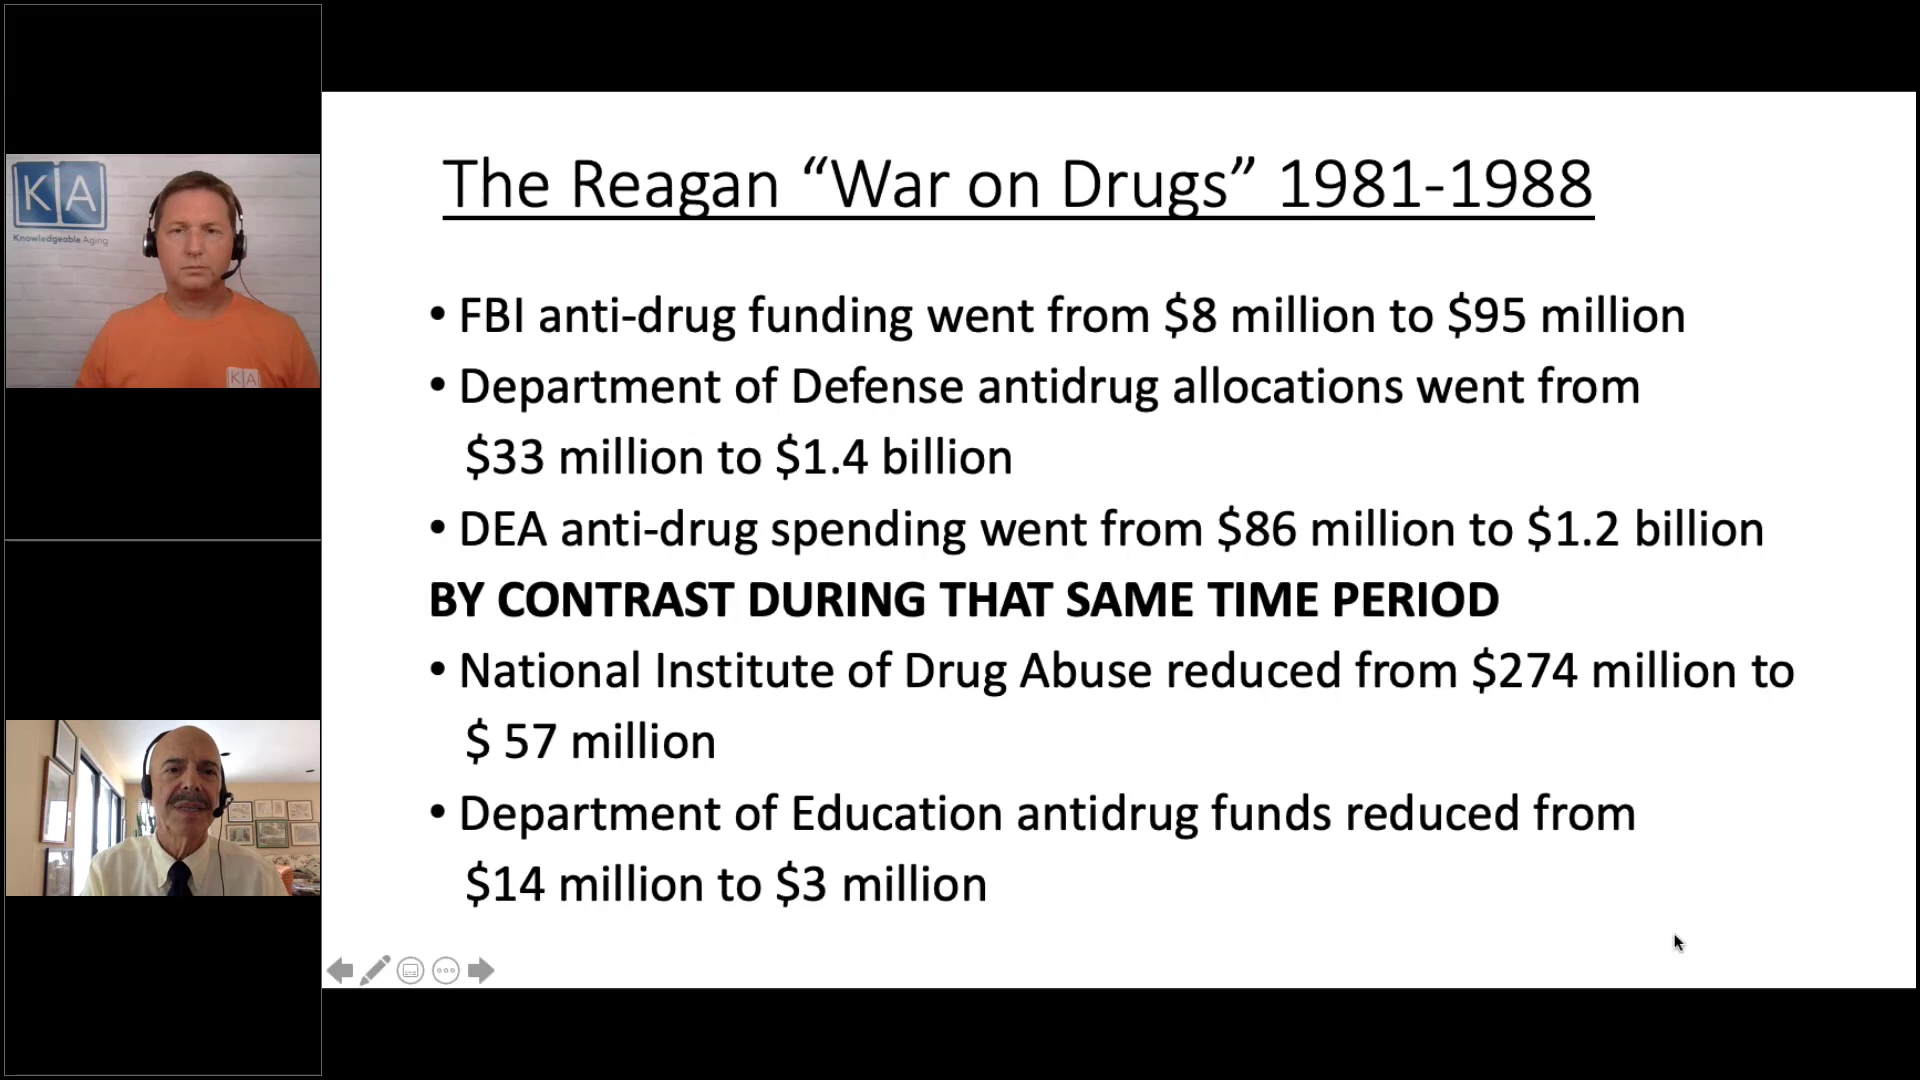 K A
Knowledgeable Aging
K A
The Reagan “War on Drugs” 1981-1988
• FBI anti-drug funding went from $8 million to $95 million
• Department of Defense antidrug allocations went from
$33 million to $1.4 billion
• DEA anti-drug spending went from $86 million to $1.2 billion
BY CONTRAST DURING THAT SAME TIME PERIOD
• National Institute of Drug Abuse reduced from $274 million to
$ 57 million
• Department of Education antidrug funds reduced from
$14 million to $3 million